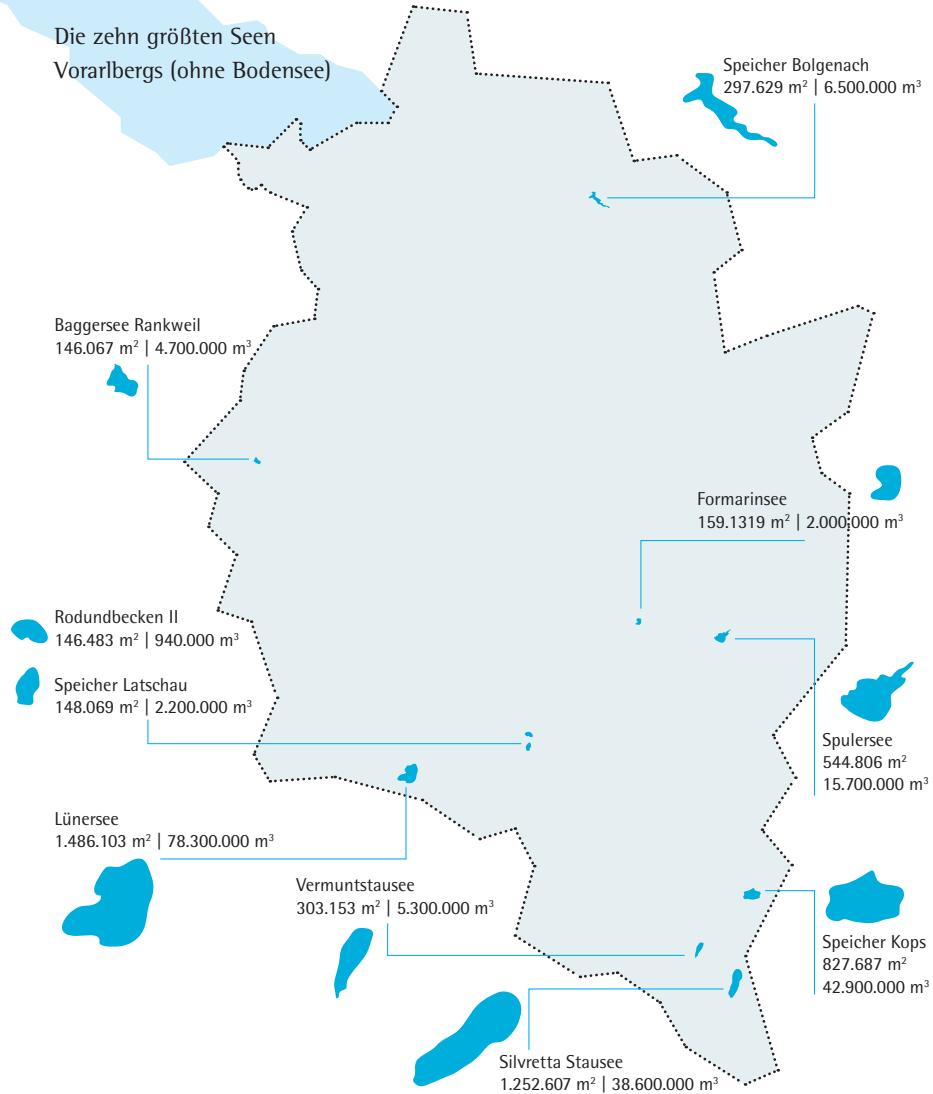 Die zehn größten Seen
Vorarlbergs (ohne Bodensee)
Speicher Bolgenach
297.629 m² | 6.500.000 m³
Baggersee Rankweil
146.067 m² | 4.700.000 m³
Formarinsee
159.1319 m² | 2.000.000 m³
Rodundbecken II
146.483 m² | 940.000 m³
Speicher Latschau
148.069 m² | 2.200.000 m³
Spulersee
544.806 m²
15.700.000 m³
Lünersee
1.486.103 m² | 78.300.000 m³
Vermuntstausee
303.153 m² | 5.300.000 m³
Speicher Kops
827.687 m²
42.900.000 m³
Silvretta Stausee
1.252.607 m² | 38.600.000 m³